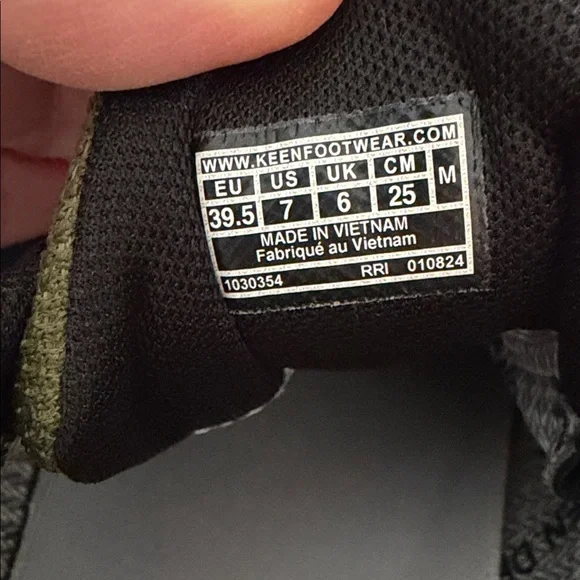 WWW.KEENFOOTWEAR.COM
EU US UK CM M
39.5 7 6 25
MADE IN VIETNAM
Fabriqué au Vietnam
1030354 RRI 010824